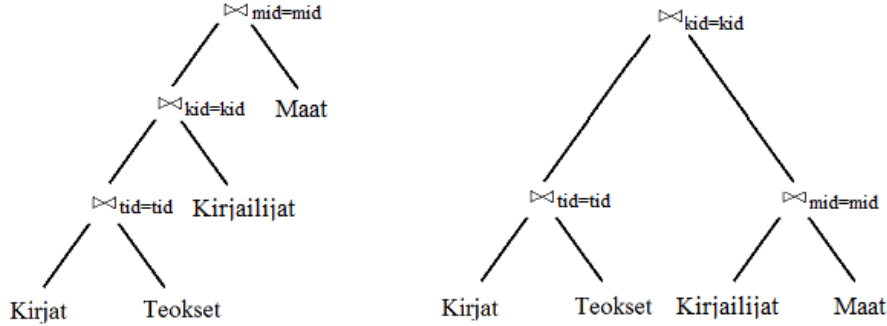 ⋈mid=mid
⋈kid=kid
Maat
⋈tid=tid
Kirjailijat
Kirjat
Teokset
⋈kid=kid
⋈tid=tid
⋈mid=mid
Kirjat
Teokset
Kirjailijat
Maat